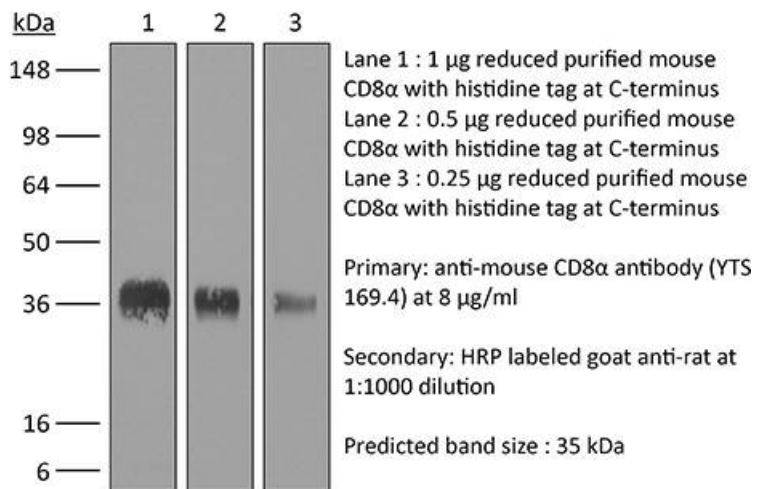 kDa
1 2 3
148
98
64
50
36
16
6
Lane 1 : 1 µg reduced purified mouse
CD8α with histidine tag at C-terminus
Lane 2 : 0.5 µg reduced purified mouse
CD8α with histidine tag at C-terminus
Lane 3 : 0.25 µg reduced purified mouse
CD8α with histidine tag at C-terminus
Primary: anti-mouse CD8α antibody (YTS
169.4) at 8 µg/ml
Secondary: HRP labeled goat anti-rat at
1:1000 dilution
Predicted band size : 35 kDa